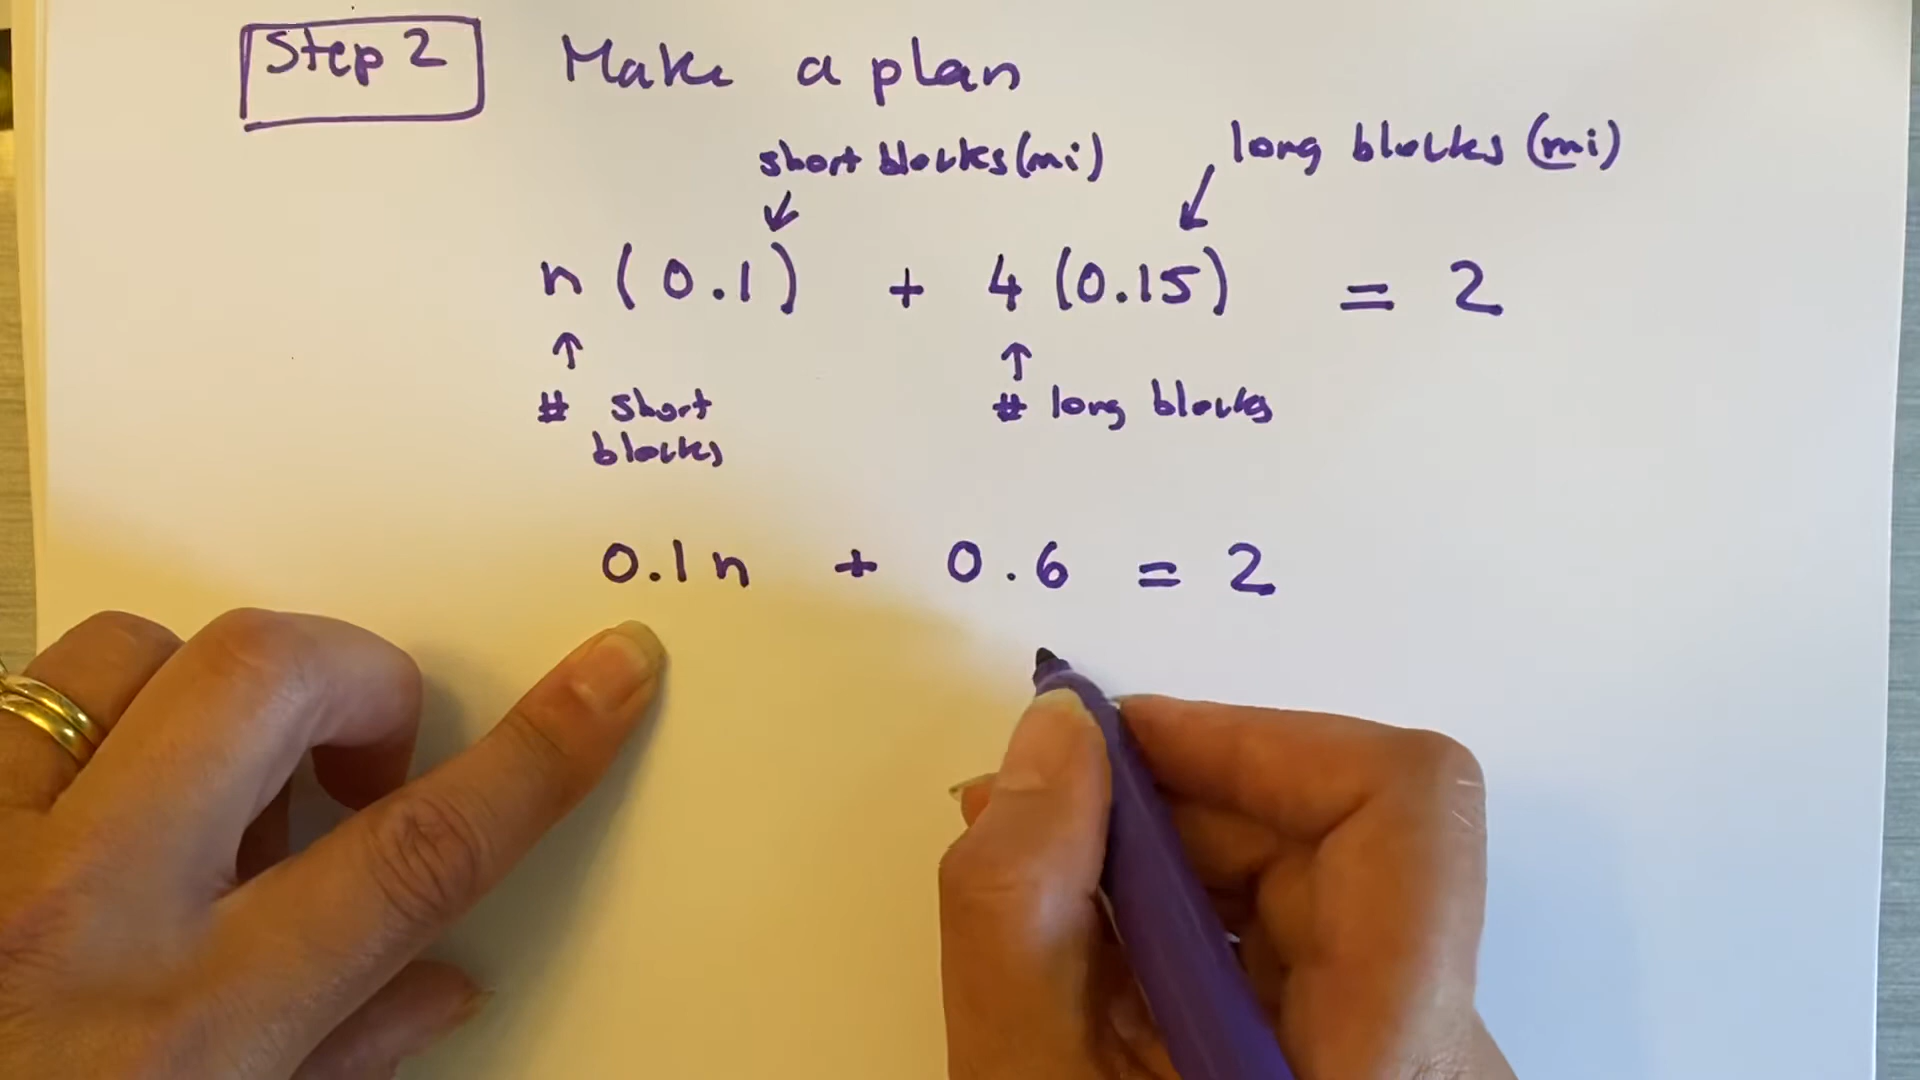 Step 2 Make a plan
short blocks (mi) long blocks (mi)
↙ ↙
n (0.1) + 4 (0.15) = 2
↑ ↑
# short # long blocks
blocks
0.1n + 0.6 = 2